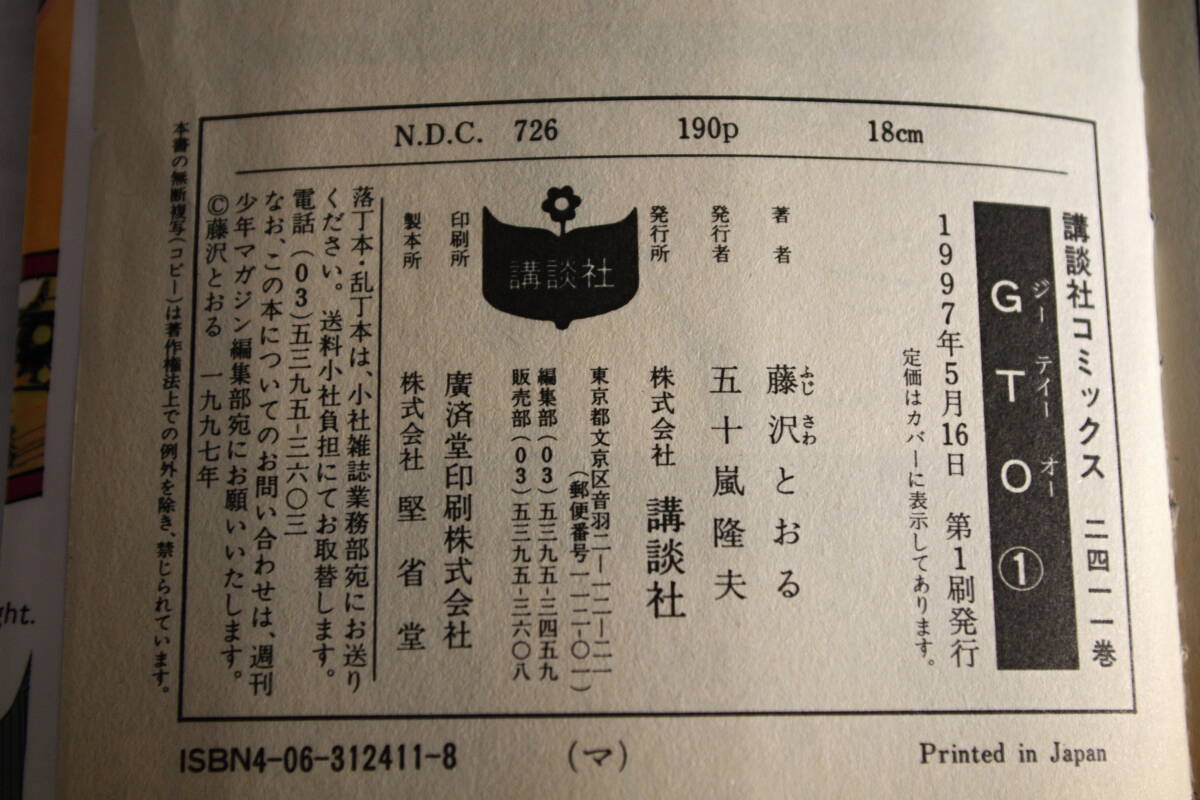 N.D.C. 726 190p 18cm
講談社コミックス 二四一一巻
ジー ティー オー
GTO①
1997年5月16日 第1刷発行
定価はカバーに表示してあります。
著者 藤沢とおる
ふじ さわ
発行者 五十嵐隆夫
発行所 株式会社 講談社
東京都文京区音羽二―一二―二一
(郵便番号一一二―〇一)
編集部(03)五三九五―三四五九
販売部(03)五三九五―三六〇八
講談社
印刷所 廣済堂印刷株式会社
製本所 株式会社 堅省堂
落丁本・乱丁本は、小社雑誌業務部宛にお送り
ください。送料小社負担にてお取替します。
電話(03)五三九五―三六〇三
なお、この本についてのお問い合わせは、週刊
少年マガジン編集部宛にお願いいたします。
©藤沢とおる 一九九七年
本書の無断複写(コピー)は著作権法上での例外を除き、禁じられています。
ISBN4-06-312411-8 (マ) Printed in Japan
ght.